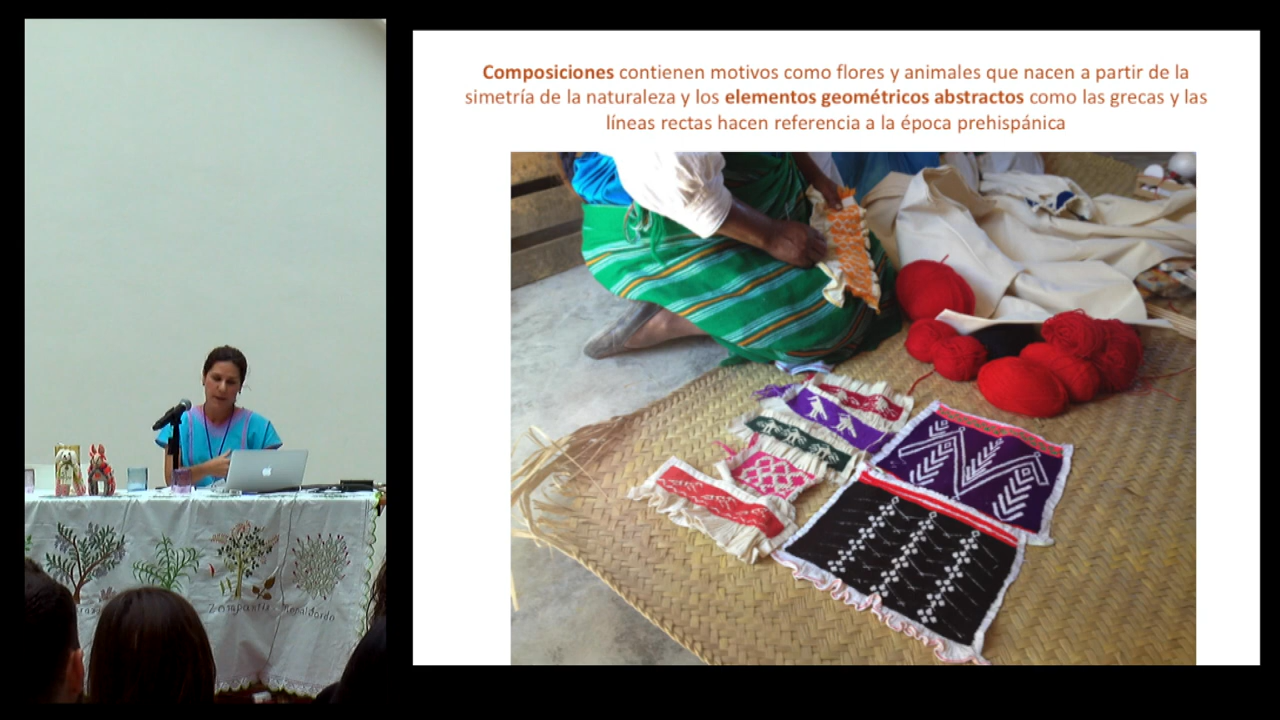 Composiciones contienen motivos como flores y animales que nacen a partir de la
simetría de la naturaleza y los elementos geométricos abstractos como las grecas y las
líneas rectas hacen referencia a la época prehispánica